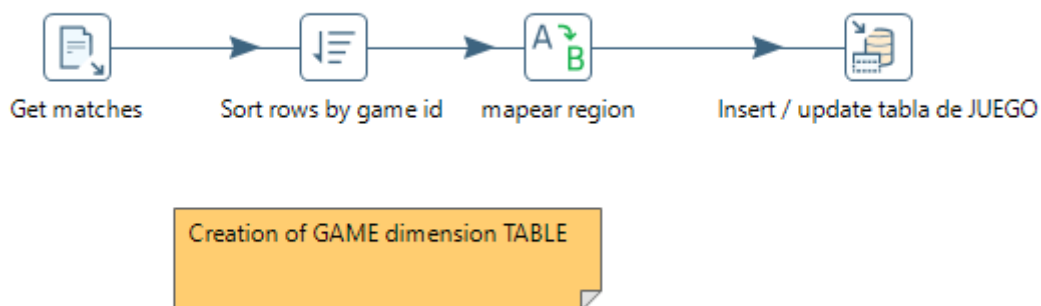 A
B
Get matches
Sort rows by game id
mapear region
Insert / update tabla de JUEGO
Creation of GAME dimension TABLE